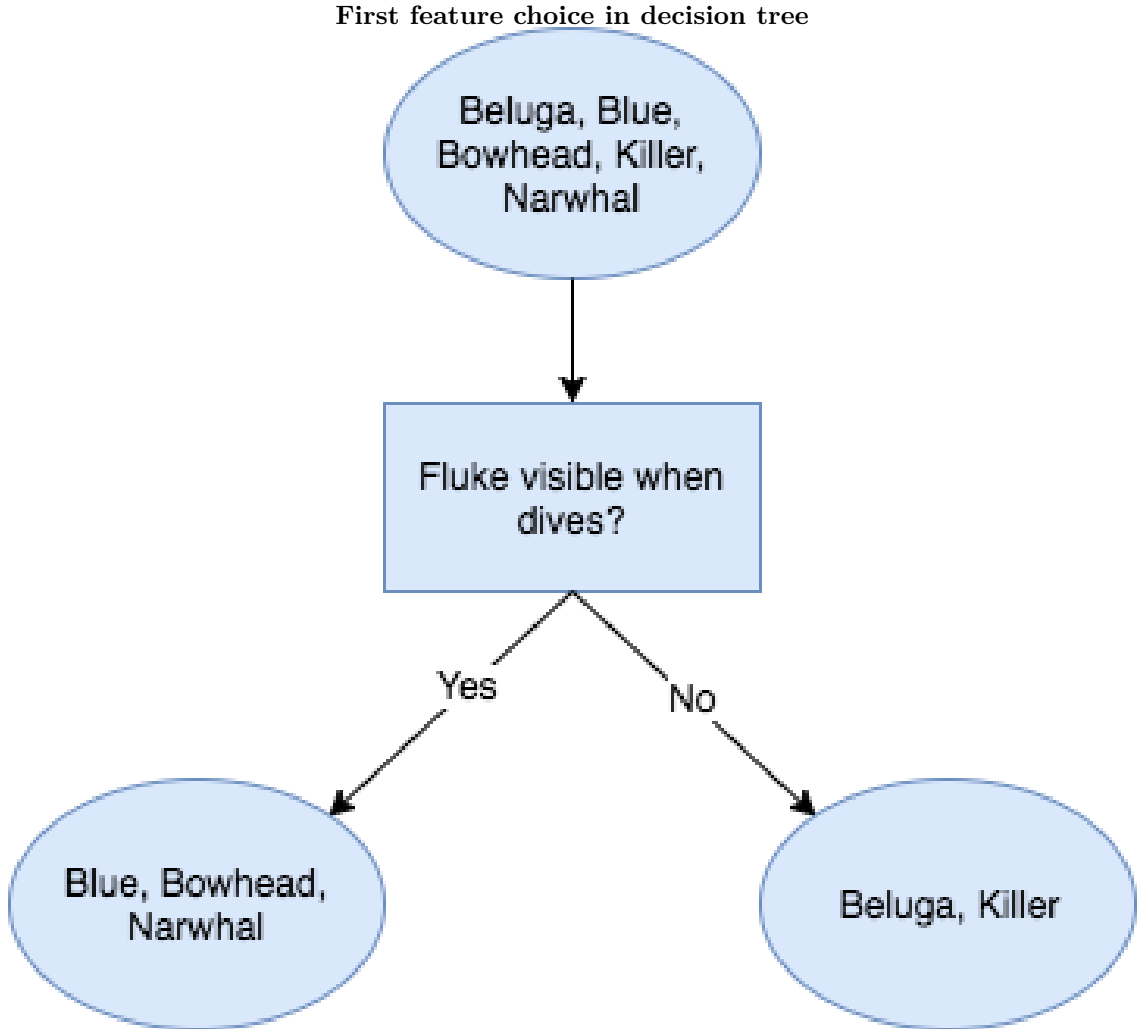 First feature choice in decision tree
Beluga, Blue,
Bowhead, Killer,
Narwhal
Fluke visible when
dives?
Yes
No
Blue, Bowhead,
Narwhal
Beluga, Killer